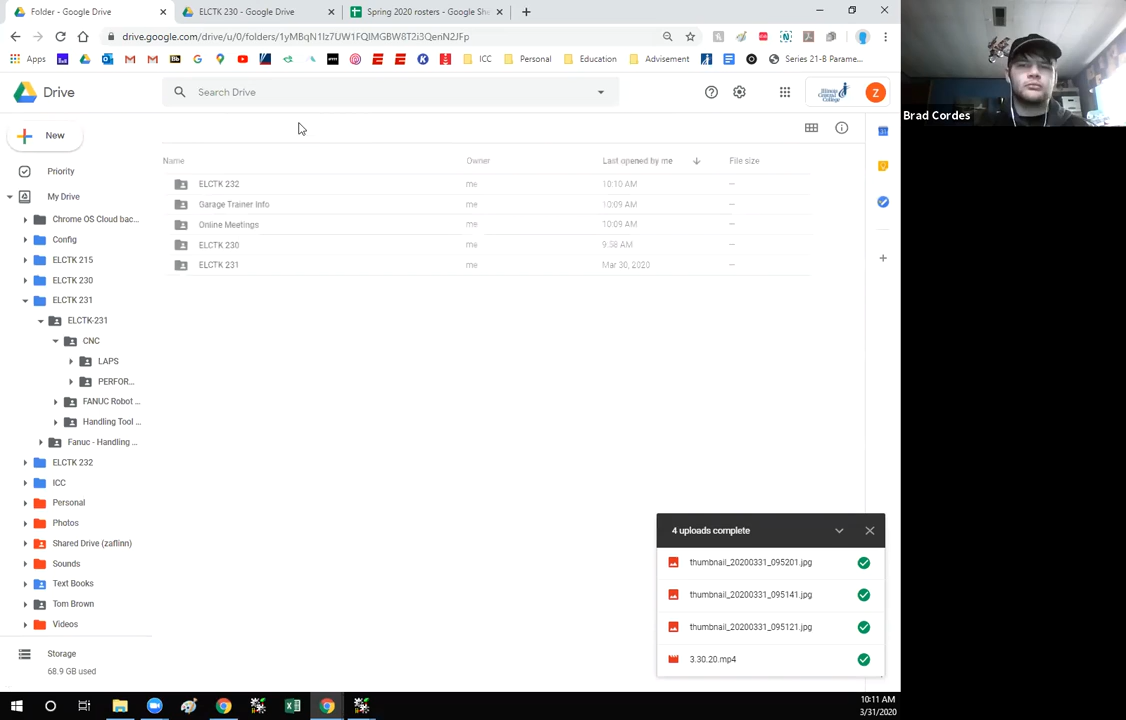 Folder - Google Drive
ELCTK 230 - Google Drive
Spring 2020 rosters - Google She
drive.google.com/drive/u/0/folders/1yMBqN1Iz7UW1FQlMGBW8T2i3QenN2JFp
Apps
ICC
Personal
Education
Advisement
Series 21-B Parame...
Brad Cordes
Drive
Search Drive
Illinois Central College
Z
New
Name
Owner
Last opened by me
File size
Priority
My Drive
Chrome OS Cloud bac...
Config
ELCTK 215
ELCTK 230
ELCTK 231
ELCTK-231
CNC
LAPS
PERFOR...
FANUC Robot ...
Handling Tool ...
Fanuc - Handling ...
ELCTK 232
ICC
Personal
Photos
Shared Drive (zaflinn)
Sounds
Text Books
Tom Brown
Videos
Storage
68.9 GB used
ELCTK 232 me 10:10 AM —
Garage Trainer Info me 10:09 AM —
Online Meetings me 10:09 AM —
ELCTK 230 me 9:58 AM —
ELCTK 231 me Mar 30, 2020 —
4 uploads complete
thumbnail_20200331_095201.jpg
thumbnail_20200331_095141.jpg
thumbnail_20200331_095121.jpg
3.30.20.mp4
10:11 AM
3/31/2020